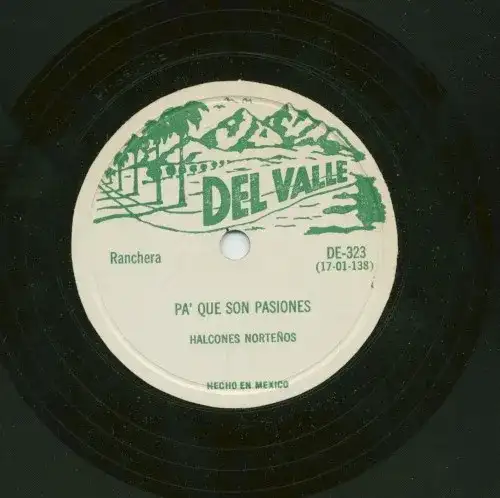 DEL VALLE
Ranchera
DE-323
(17-01-138)
PA' QUE SON PASIONES
HALCONES NORTEÑOS
HECHO EN MEXICO